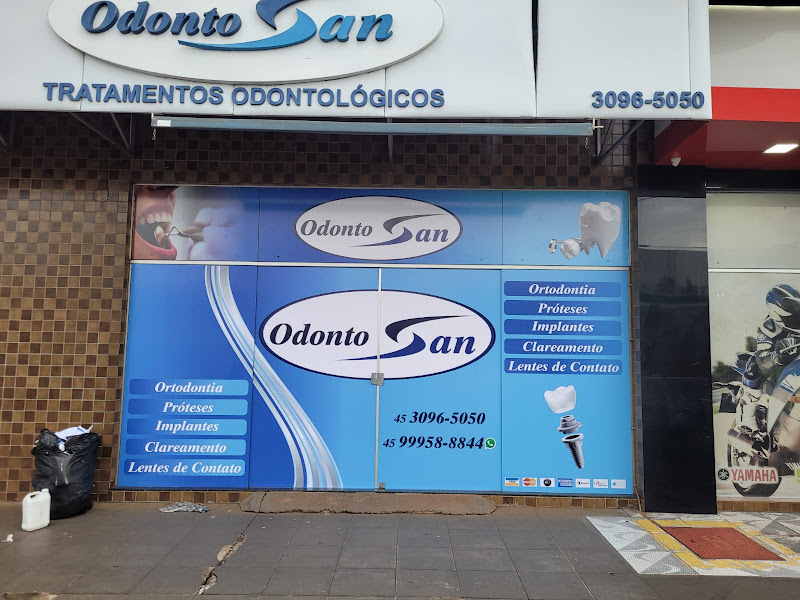 Odonto San
TRATAMENTOS ODONTOLÓGICOS
3096-5050
Odonto San
Odonto San
Ortodontia
Próteses
Implantes
Clareamento
Lentes de Contato
Ortodontia
Próteses
Implantes
Clareamento
Lentes de Contato
45 3096-5050
45 99958-8844
YAMAHA